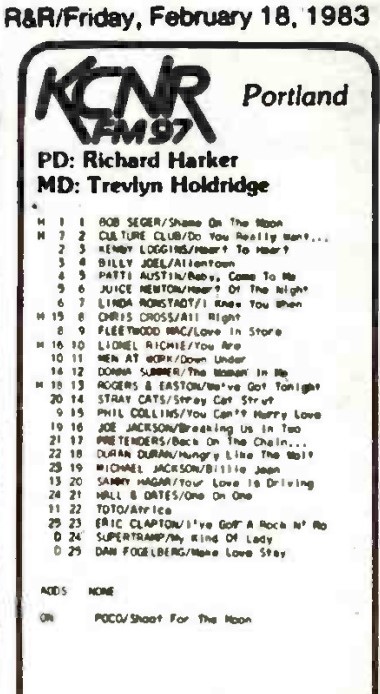 R&R/Friday, February 18, 1983
KCNR
FM97
Portland
PD: Richard Harker
MD: Trevlyn Holdridge
H 1 1 BOB SEGER/Shame On The Moon
H 7 2 CULTURE CLUB/Do You Really Want...
2 3 KENNY LOGGINS/Heart To Heart
3 4 BILLY JOEL/Allentown
4 5 PATTI AUSTIN/Baby, Come To Me
5 6 JUICE NEWTON/Heart Of The Night
6 7 LINDA RONSTADT/I Knew You When
H 15 8 CHRIS CROSS/All Right
8 9 FLEETWOOD MAC/Love In Store
H 16 10 LIONEL RICHIE/You Are
10 11 MEN AT WORK/Down Under
14 12 DONNA SUMMER/The Woman In Me
H 18 13 ROGERS & EASTON/We've Got Tonight
20 14 STRAY CATS/Stray Cat Strut
9 15 PHIL COLLINS/You Can't Hurry Love
19 16 JOE JACKSON/Breaking Us In Two
21 17 PRETENDERS/Back On The Chain...
22 18 DURAN DURAN/Hungry Like The Wolf
23 19 MICHAEL JACKSON/Billie Jean
13 20 SAMMY HAGAR/Your Love Is Driving
24 21 HALL & OATES/One On One
11 22 TOTO/Africa
25 23 ERIC CLAPTON/I've Got A Rock N' Ro
D 24 SUPERTRAMP/My Kind Of Lady
D 25 DAN FOGELBERG/Make Love Stay
ADDS NONE
ON POCO/Shoot For The Moon